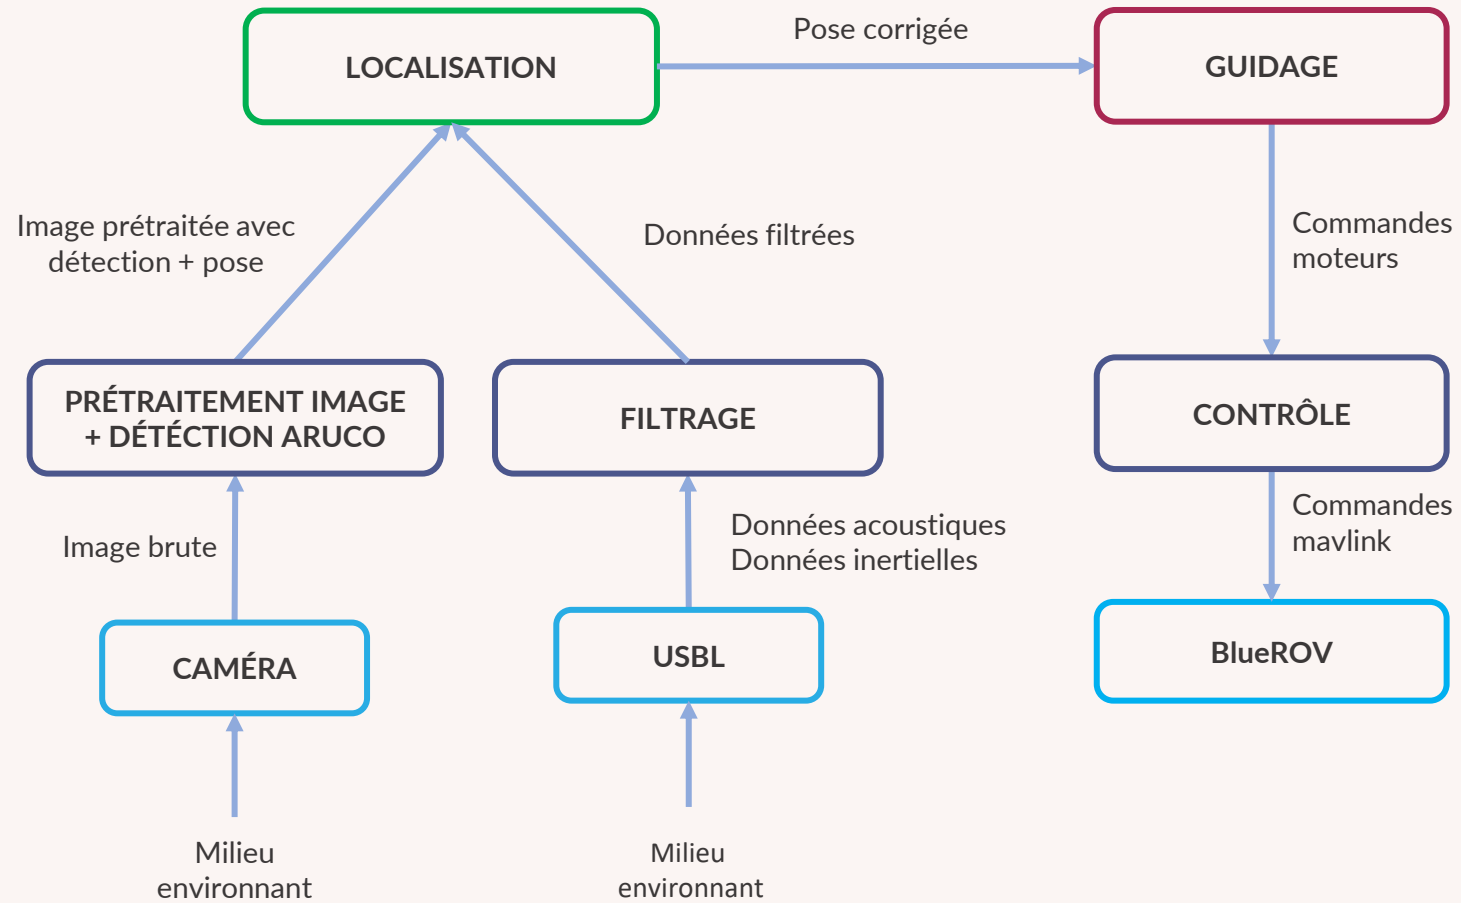 Pose corrigée
LOCALISATION
GUIDAGE
Image prétraitée avec
détection + pose
Données filtrées
Commandes
moteurs
PRÉTRAITEMENT IMAGE
+ DÉTÉCTION ARUCO
FILTRAGE
CONTRÔLE
Image brute
Données acoustiques
Données inertielles
Commandes
mavlink
CAMÉRA
USBL
BlueROV
Milieu
environnant
Milieu
environnant